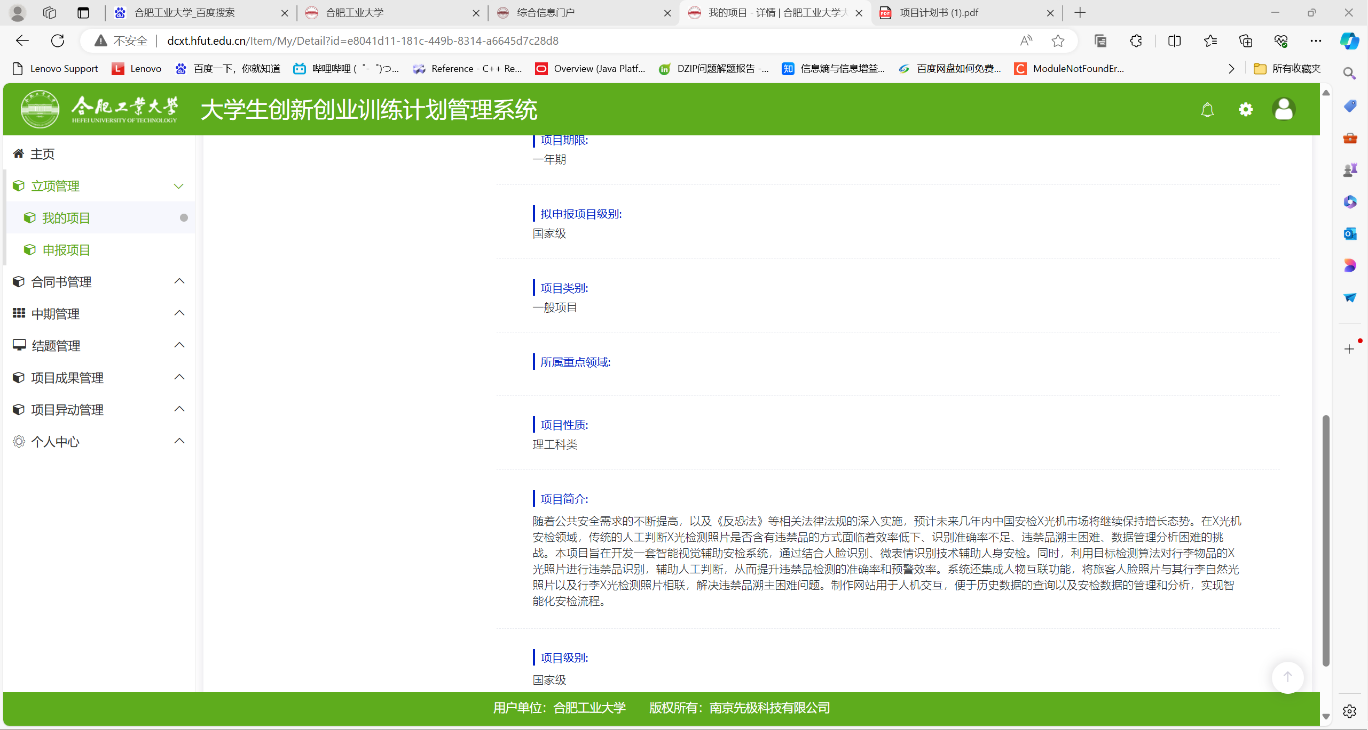 合肥工业大学_百度搜索
合肥工业大学
综合信息门户
我的项目 - 详情 | 合肥工业大学
项目计划书 (1).pdf
不安全
dcxt.hfut.edu.cn/Item/My/Detail?id=e8041d11-181c-449b-8314-a6645d7c28d8
Lenovo Support
Lenovo
百度一下，你就知道
哔哩哔哩 (゜-゜)つ...
Reference - C++ Re...
Overview (Java Platf...
DZIP问题解题报告 -...
信息熵与信息增益...
百度网盘如何免费...
ModuleNotFoundEr...
所有收藏夹
合肥工业大学
HEFEI UNIVERSITY OF TECHNOLOGY
大学生创新创业训练计划管理系统
主页
立项管理
我的项目
申报项目
合同书管理
中期管理
结题管理
项目成果管理
项目异动管理
个人中心
项目期限:
一年期
拟申报项目级别:
国家级
项目类别:
一般项目
所属重点领域:
项目性质:
理工科类
项目简介:
随着公共安全需求的不断提高，以及《反恐法》等相关法律法规的深入实施，预计未来几年内中国安检X光机市场将继续保持增长态势。在X光机
安检领域，传统的人工判断X光检测照片是否含有违禁品的方式面临着效率低下、识别准确率不足、违禁品溯主困难、数据管理分析困难的挑
战。本项目旨在开发一套智能视觉辅助安检系统，通过结合人脸识别、微表情识别技术辅助人身安检。同时，利用目标检测算法对行李物品的X
光照片进行违禁品识别，辅助人工判断，从而提升违禁品检测的准确率和预警效率。系统还集成人物互联功能，将旅客人脸照片与其行李自然光
照片以及行李X光检测照片相联，解决违禁品溯主困难问题。制作网站用于人机交互，便于历史数据的查询以及安检数据的管理和分析，实现智
能化安检流程。
项目级别:
国家级
用户单位：合肥工业大学
版权所有：南京先极科技有限公司